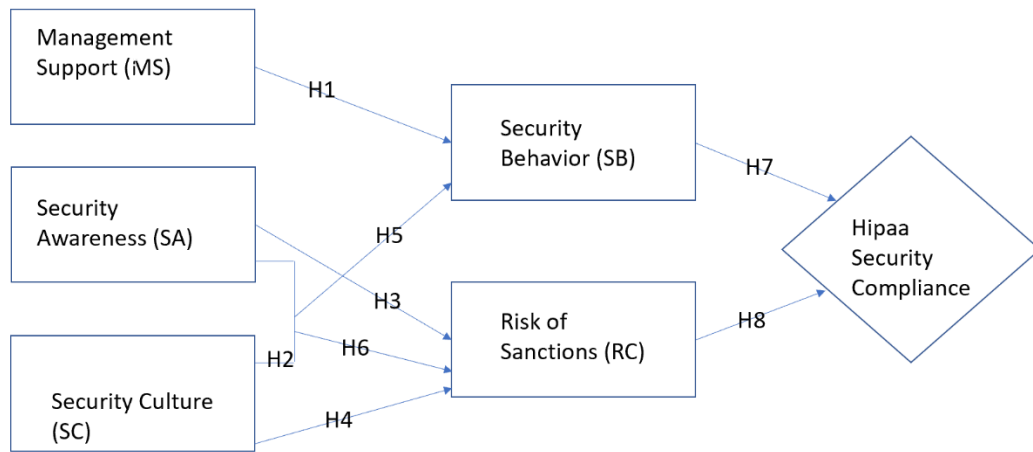 Management
Support (MS)
H1
Security
Behavior (SB)
H7
Security
Awareness (SA)
H5
Hipaa
Security
Compliance
H3
Risk of
Sanctions (RC)
H8
H2
H6
Security Culture
(SC)
H4